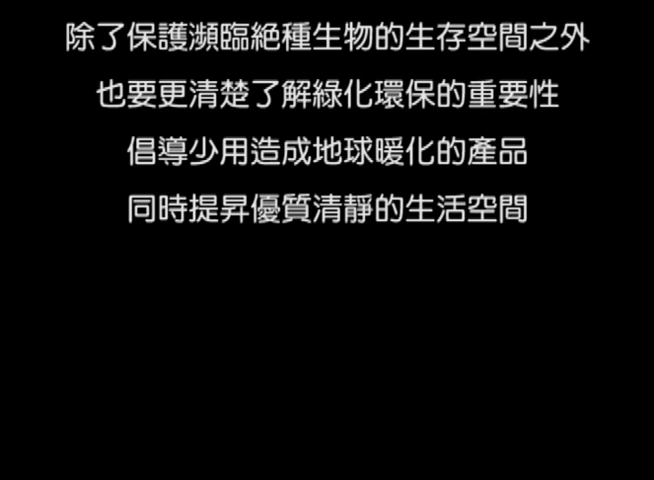 除了保護瀕臨絕種生物的生存空間之外
也要更清楚了解綠化環保的重要性
倡導少用造成地球暖化的產品
同時提昇優質清靜的生活空間